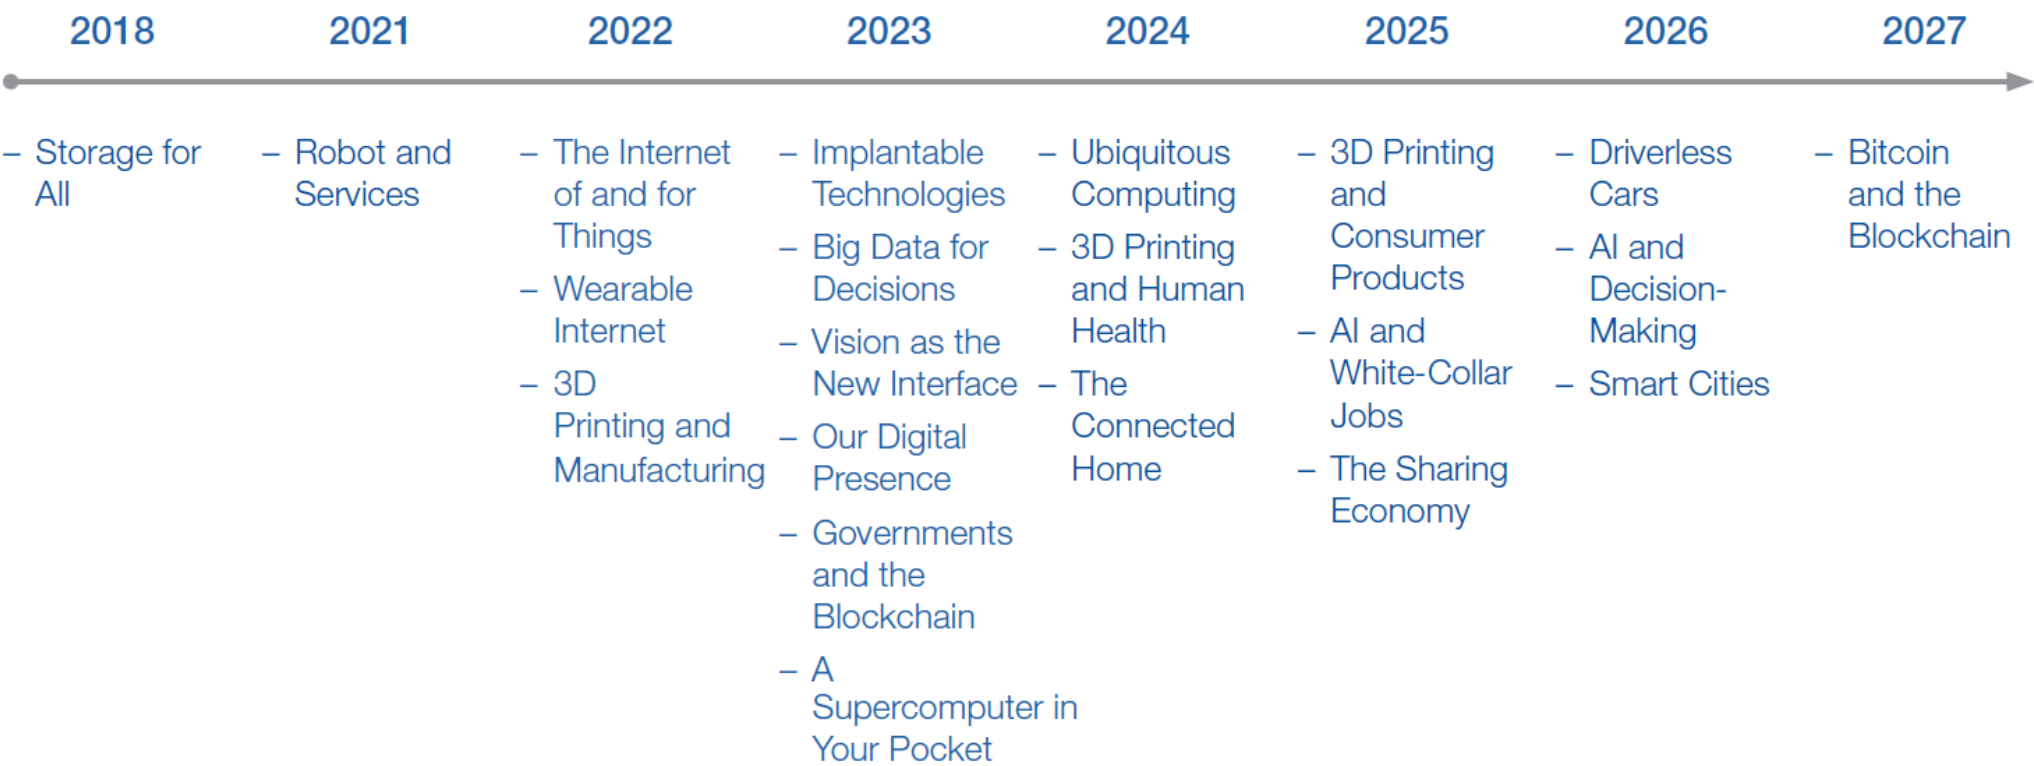 2018 2021 2022 2023 2024 2025 2026 2027
– Storage for
All
– Robot and
Services
– The Internet
of and for
Things
– Wearable
Internet
– 3D
Printing and
Manufacturing
– Implantable
Technologies
– Big Data for
Decisions
– Vision as the
New Interface
– Our Digital
Presence
– Governments
and the
Blockchain
– A
Supercomputer in
Your Pocket
– Ubiquitous
Computing
– 3D Printing
and Human
Health
– The
Connected
Home
– 3D Printing
and
Consumer
Products
– AI and
White-Collar
Jobs
– The Sharing
Economy
– Driverless
Cars
– AI and
Decision-
Making
– Smart Cities
– Bitcoin
and the
Blockchain